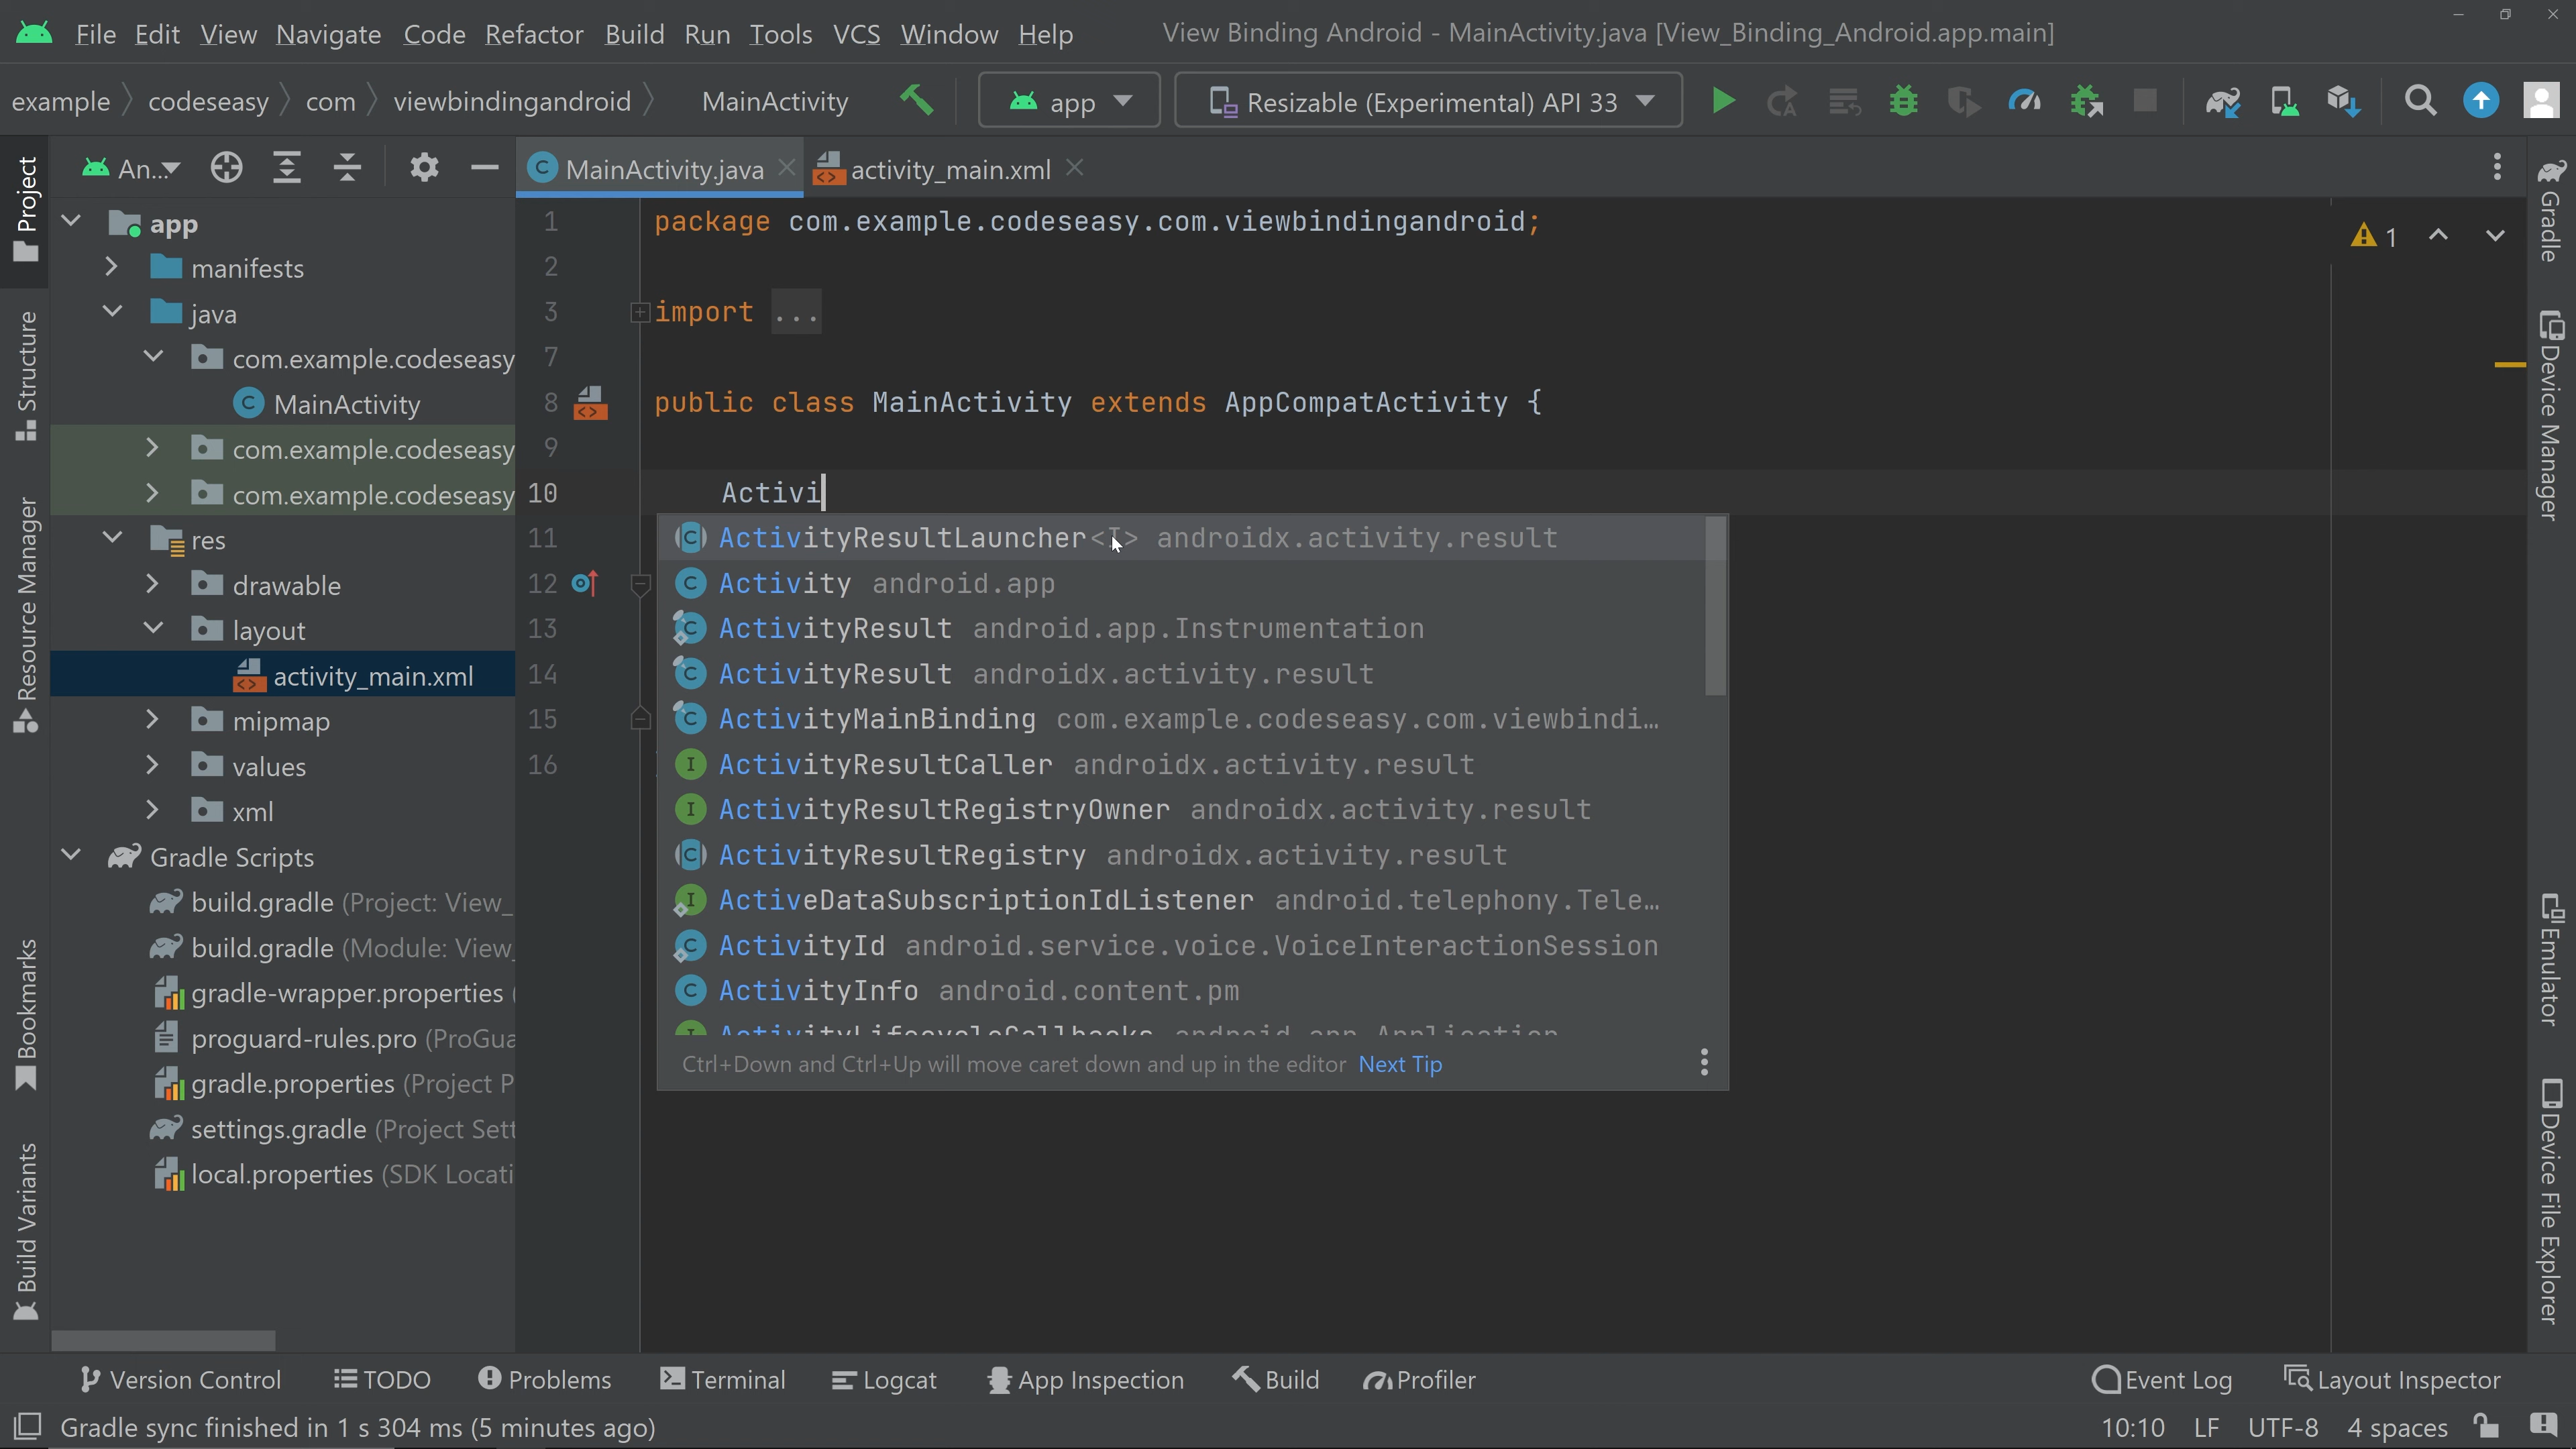 File Edit View Navigate Code Refactor Build Run Tools VCS Window Help View Binding Android - MainActivity.java [View_Binding_Android.app.main]
example codeseasy com viewbindingandroid MainActivity app Resizable (Experimental) API 33
Project
Structure
Resource Manager
Bookmarks
Build Variants
An...
app
manifests
java
com.example.codeseasy
MainActivity
com.example.codeseasy
com.example.codeseasy
res
drawable
layout
activity_main.xml
mipmap
values
xml
Gradle Scripts
build.gradle (Project: View_
build.gradle (Module: View_
gradle-wrapper.properties (
proguard-rules.pro (ProGua
gradle.properties (Project P
settings.gradle (Project Sett
local.properties (SDK Locati
MainActivity.java activity_main.xml
1 package com.example.codeseasy.com.viewbindingandroid;
2
3 import ...
7
8 public class MainActivity extends AppCompatActivity {
9
10 Activi
11
12
13
14
15
16
1
ActivityResultLauncher<I> androidx.activity.result
Activity android.app
ActivityResult android.app.Instrumentation
ActivityResult androidx.activity.result
ActivityMainBinding com.example.codeseasy.com.viewbindi...
ActivityResultCaller androidx.activity.result
ActivityResultRegistryOwner androidx.activity.result
ActivityResultRegistry androidx.activity.result
ActiveDataSubscriptionIdListener android.telephony.Tele...
ActivityId android.service.voice.VoiceInteractionSession
ActivityInfo android.content.pm
ActivityLifecycleCallbacks android.app.Application
Ctrl+Down and Ctrl+Up will move caret down and up in the editor Next Tip
Gradle
Device Manager
Emulator
Device File Explorer
Version Control TODO Problems Terminal Logcat App Inspection Build Profiler Event Log Layout Inspector
Gradle sync finished in 1 s 304 ms (5 minutes ago) 10:10 LF UTF-8 4 spaces